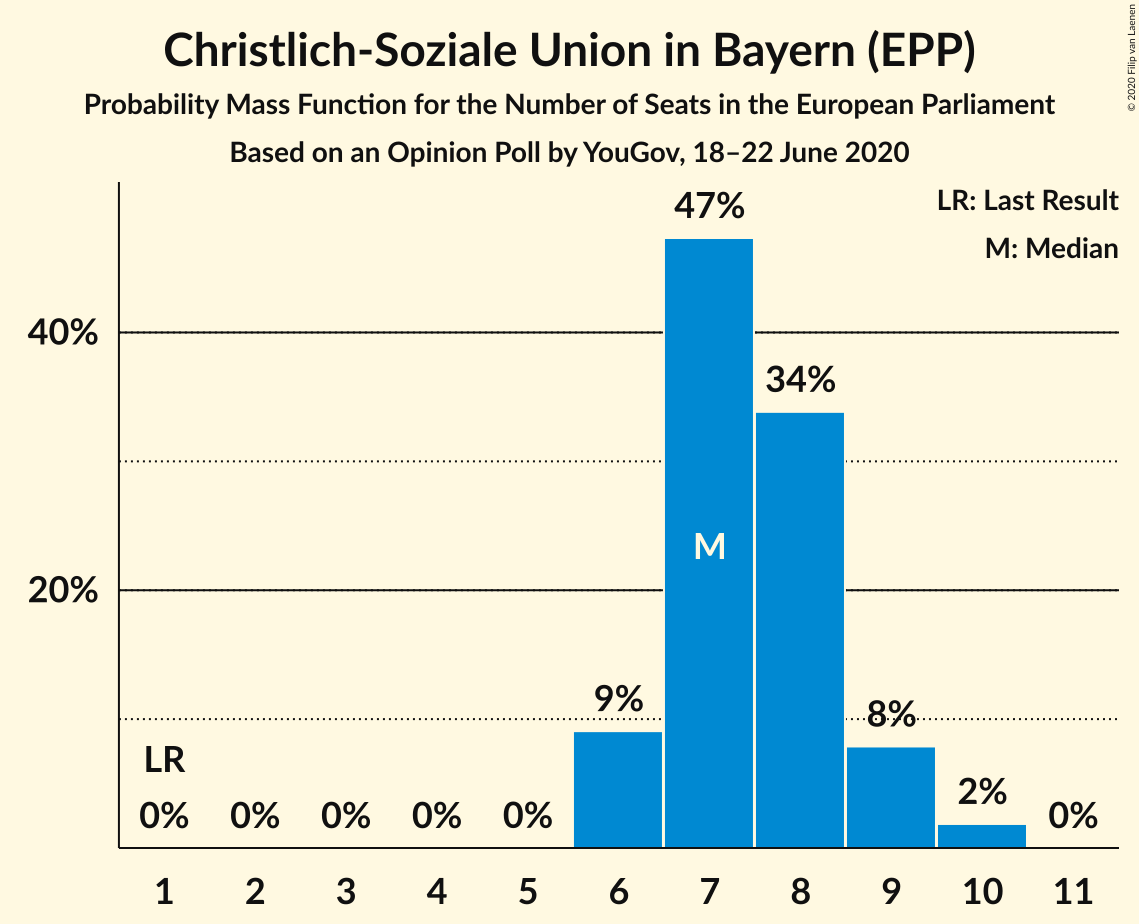 Christlich-Soziale Union in Bayern (EPP)
Probability Mass Function for the Number of Seats in the European Parliament
Based on an Opinion Poll by YouGov, 18–22 June 2020
© 2020 Filip van Laenen
LR: Last Result
M: Median
47%
40%
34%
M
20%
9%
8%
LR
2%
0% 0% 0% 0% 0% 0%
1 2 3 4 5 6 7 8 9 10 11